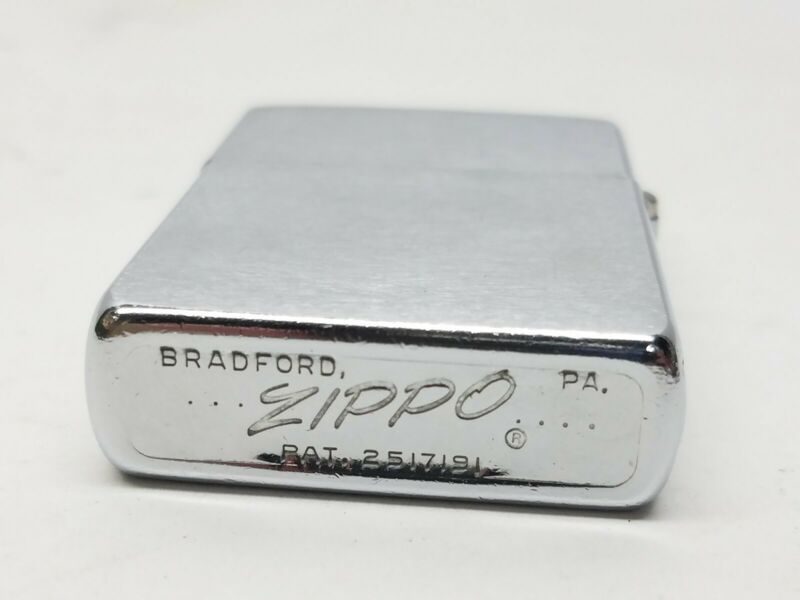 BRADFORD, PA.
... ZIPPO ® ....
PAT. 2517191